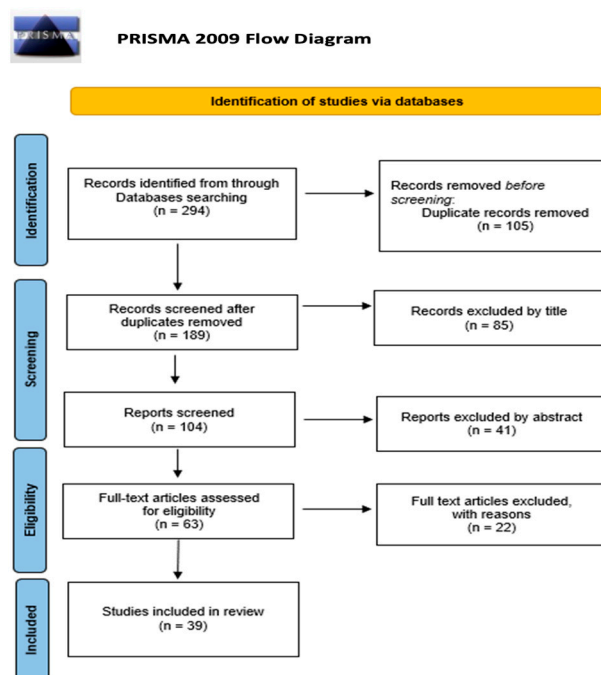 PRISMA
PRISMA 2009 Flow Diagram
Identification of studies via databases
Identification
Records identified from through
Databases searching
(n = 294)
Records removed before
screening:
Duplicate records removed
(n = 105)
Screening
Records screened after
duplicates removed
(n = 189)
Records excluded by title
(n = 85)
Reports screened
(n = 104)
Reports excluded by abstract
(n = 41)
Eligibility
Full-text articles assessed
for eligibility
(n = 63)
Full text articles excluded,
with reasons
(n = 22)
Included
Studies included in review
(n = 39)